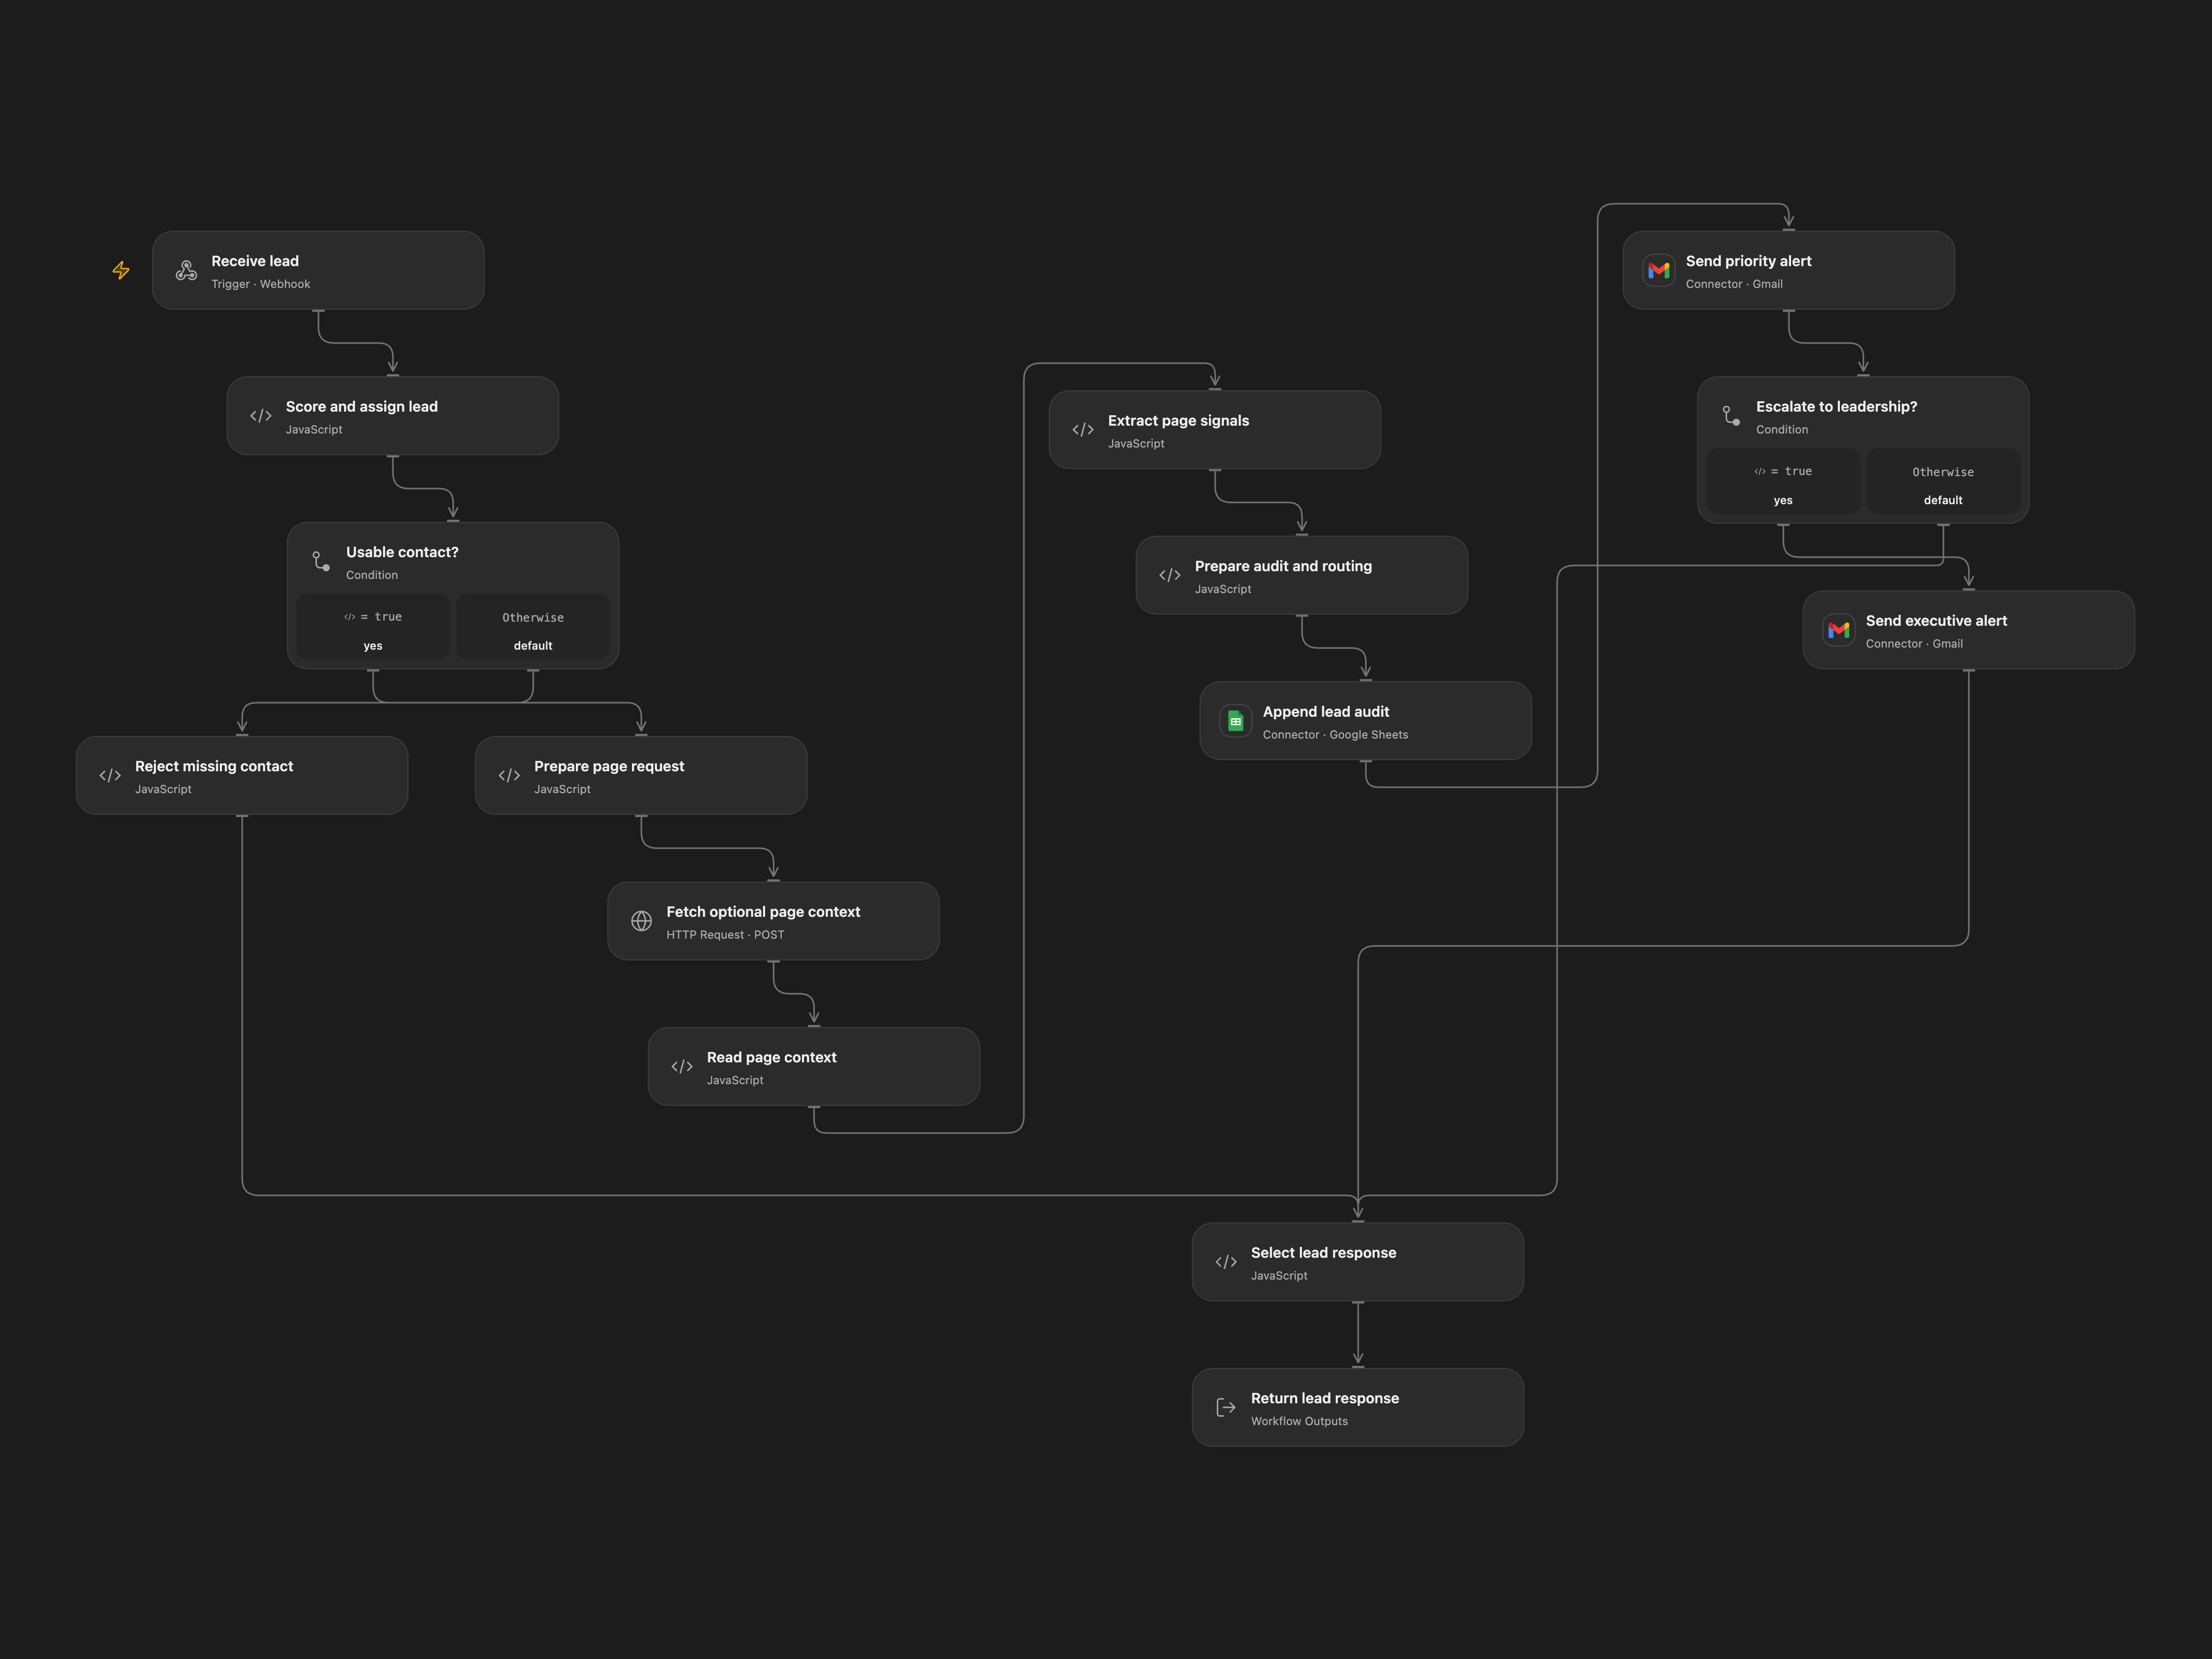 Receive lead
Trigger · Webhook
Score and assign lead
JavaScript
Usable contact?
Condition
</> = true
yes
Otherwise
default
Reject missing contact
JavaScript
Prepare page request
JavaScript
Fetch optional page context
HTTP Request · POST
Read page context
JavaScript
Extract page signals
JavaScript
Prepare audit and routing
JavaScript
Append lead audit
Connector · Google Sheets
Send priority alert
Connector · Gmail
Escalate to leadership?
Condition
</> = true
yes
Otherwise
default
Send executive alert
Connector · Gmail
Select lead response
JavaScript
Return lead response
Workflow Outputs